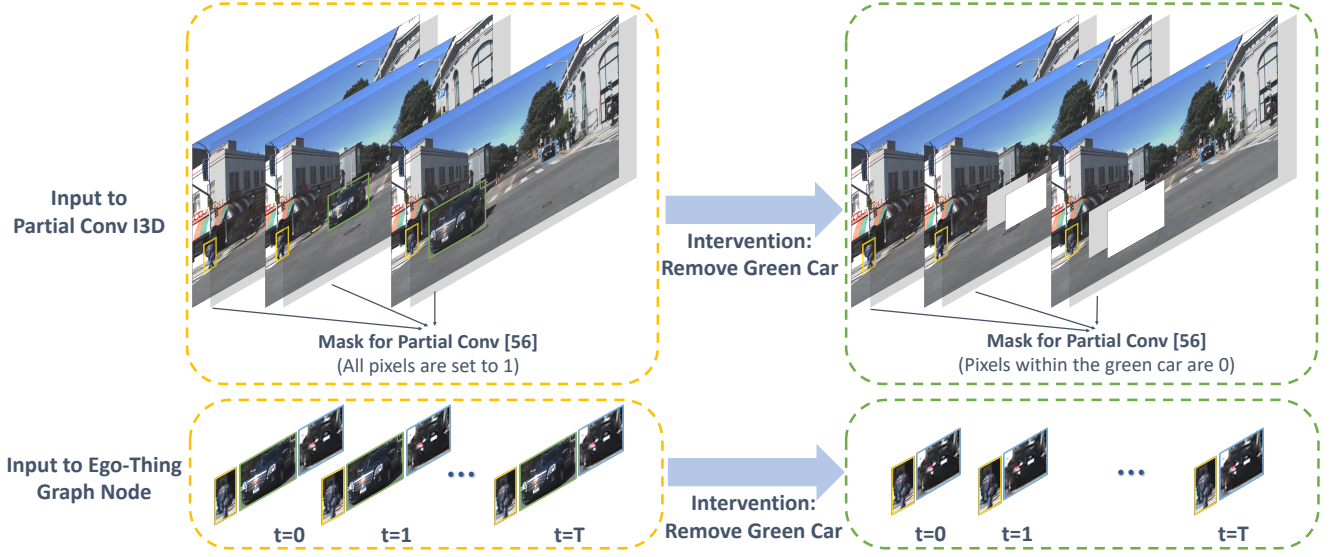 Input to
Partial Conv I3D
Intervention:
Remove Green Car
Mask for Partial Conv [56]
(All pixels are set to 1)
Mask for Partial Conv [56]
(Pixels within the green car are 0)
Input to Ego-Thing
Graph Node
t=0
t=1
...
t=T
Intervention:
Remove Green Car
t=0
t=1
...
t=T